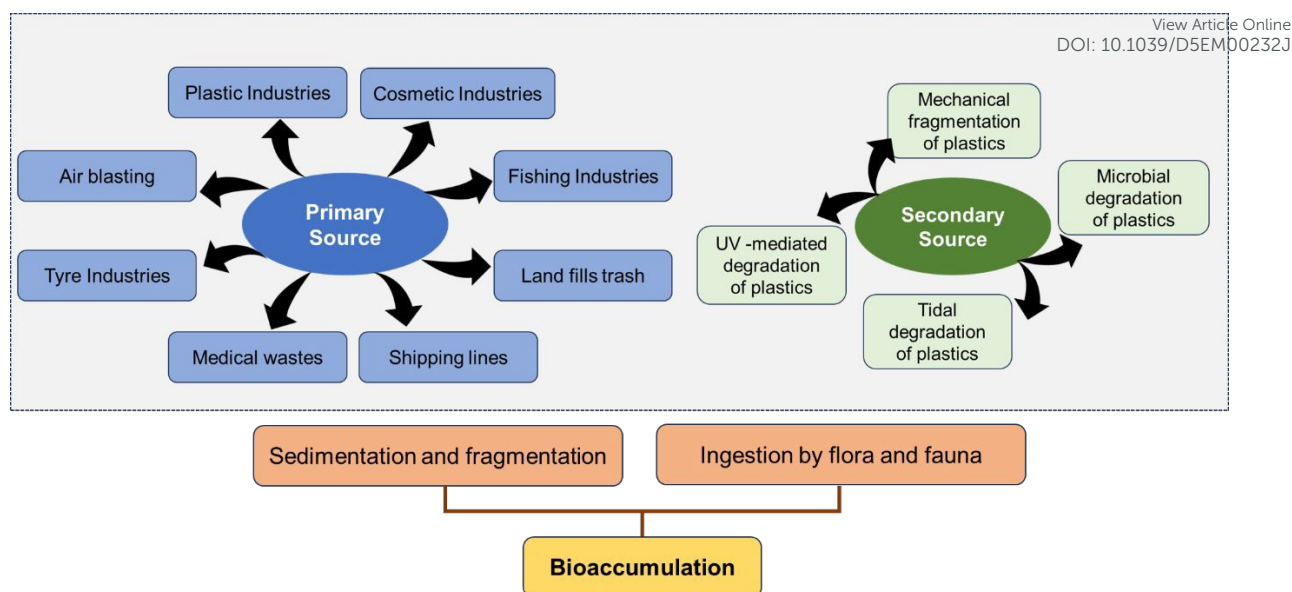 View Article Online
DOI: 10.1039/D5EM00232J
Plastic Industries
Cosmetic Industries
Air blasting
Fishing Industries
Primary
Source
Tyre Industries
Land fills trash
Medical wastes
Shipping lines
Mechanical
fragmentation
of plastics
Microbial
degradation
of plastics
Secondary
Source
UV -mediated
degradation
of plastics
Tidal
degradation
of plastics
Sedimentation and fragmentation
Ingestion by flora and fauna
Bioaccumulation